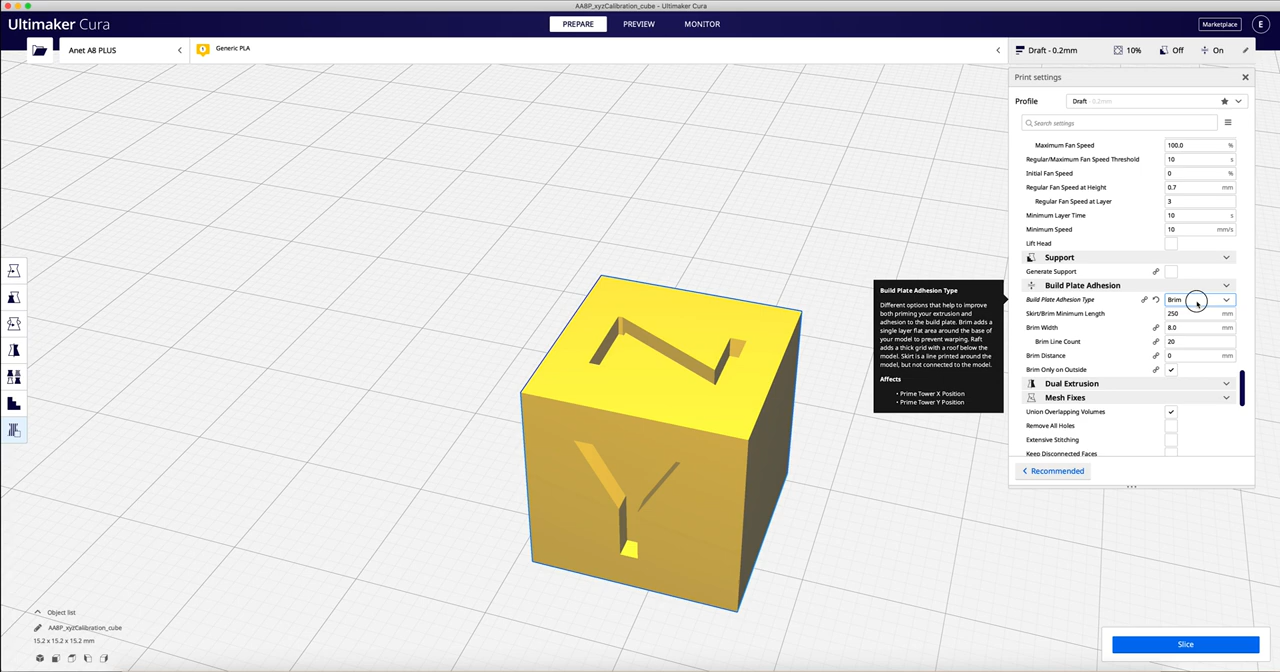 AA8P_xyzCalibration_cube - Ultimaker Cura
Ultimaker Cura
PREPARE
PREVIEW
MONITOR
Marketplace
E
Anet A8 PLUS
Generic PLA
Draft - 0.2mm
10%
Off
On
Print settings
Profile
Draft - 0.2mm
Search settings
Maximum Fan Speed 100.0 %
Regular/Maximum Fan Speed Threshold 10 s
Initial Fan Speed 0 %
Regular Fan Speed at Height 0.7 mm
Regular Fan Speed at Layer 3
Minimum Layer Time 10 s
Minimum Speed 10 mm/s
Lift Head
Support
Generate Support
Build Plate Adhesion
Build Plate Adhesion Type Brim
Skirt/Brim Minimum Length 250 mm
Brim Width 8.0 mm
Brim Line Count 20
Brim Distance 0 mm
Brim Only on Outside
Dual Extrusion
Mesh Fixes
Union Overlapping Volumes
Remove All Holes
Extensive Stitching
Keep Disconnected Faces
Recommended
Build Plate Adhesion Type
Different options that help to improve
both priming your extrusion and
adhesion to the build plate. Brim adds a
single layer flat area around the base of
your model to prevent warping. Raft
adds a thick grid with a roof below the
model. Skirt is a line printed around the
model, but not connected to the model.
Affects
• Prime Tower X Position
• Prime Tower Y Position
Z
Y
Object list
AA8P_xyzCalibration_cube
15.2 x 15.2 x 15.2 mm
Slice